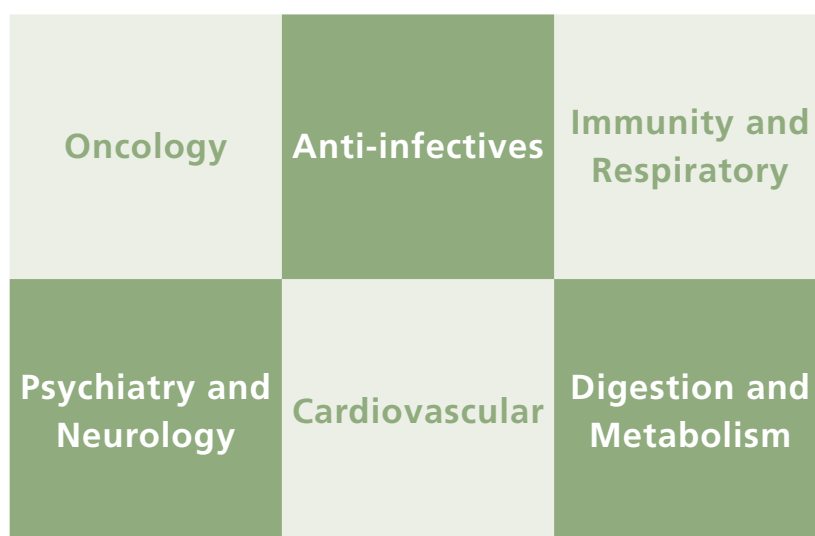 Oncology
Anti-infectives
Immunity and
Respiratory
Psychiatry and
Neurology
Cardiovascular
Digestion and
Metabolism